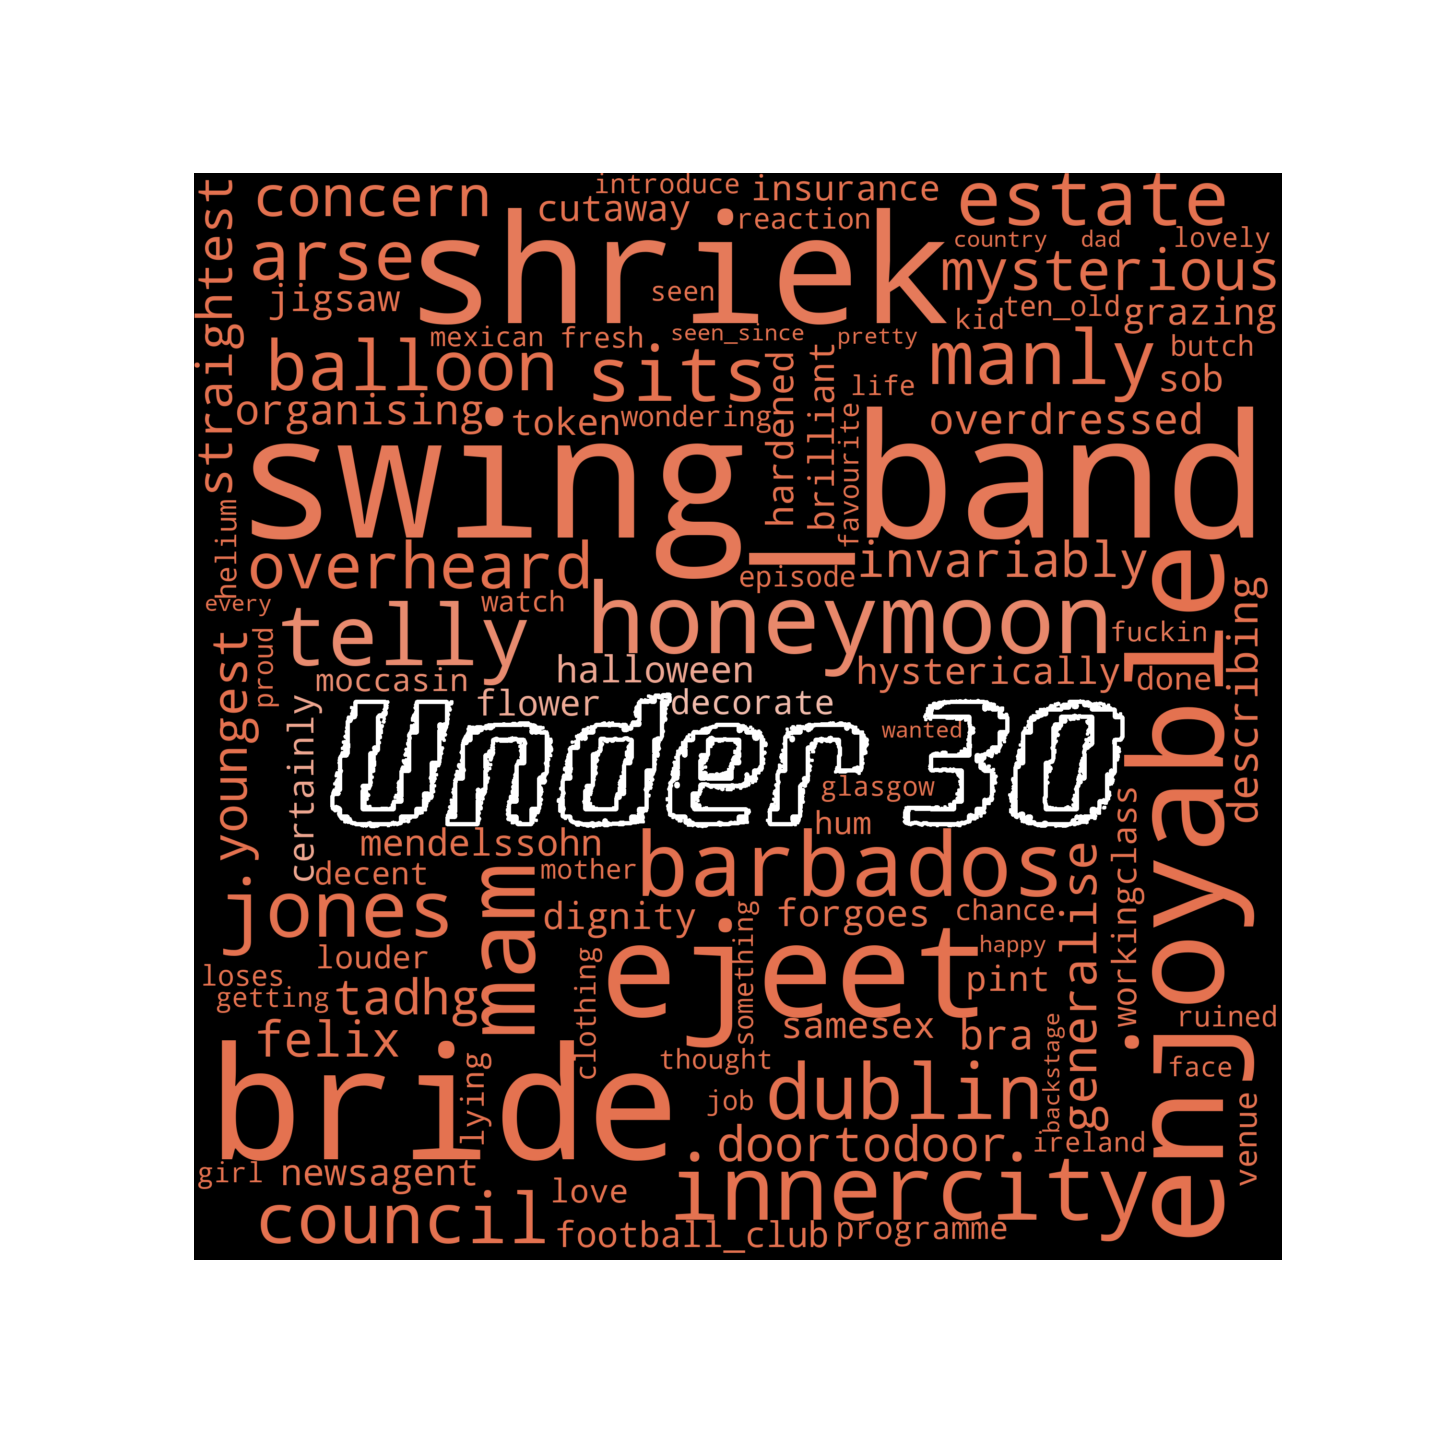 introduce insurance
concern cutaway reaction estate
straightest
arse shriek country dad lovely
mysterious
jigsaw seen ten_old grazing
kid
mexican fresh seen_since pretty butch
balloon sits manly
hardened
brilliant
life sob
favourite
organising token wondering overdressed
swing_band
helium
overheard episode invariably
enjoyable
describing
every watch honeymoon
telly fuckin
youngest
proud
halloween hysterically
moccasin done
flower decorate
certainly
Under 30
wanted
glasgow
hum
workingclass
mendelssohn barbados
generalise
decent mother
mam
jones dignity forgoes chance
something
louder ejeet happy
loses pint
getting tadhg
clothing
felix samesex bra ruined
backstage
bride thought face
lying
job dublin
venue
doortodoor ireland
girl newsagent innercity
council love
football_club programme